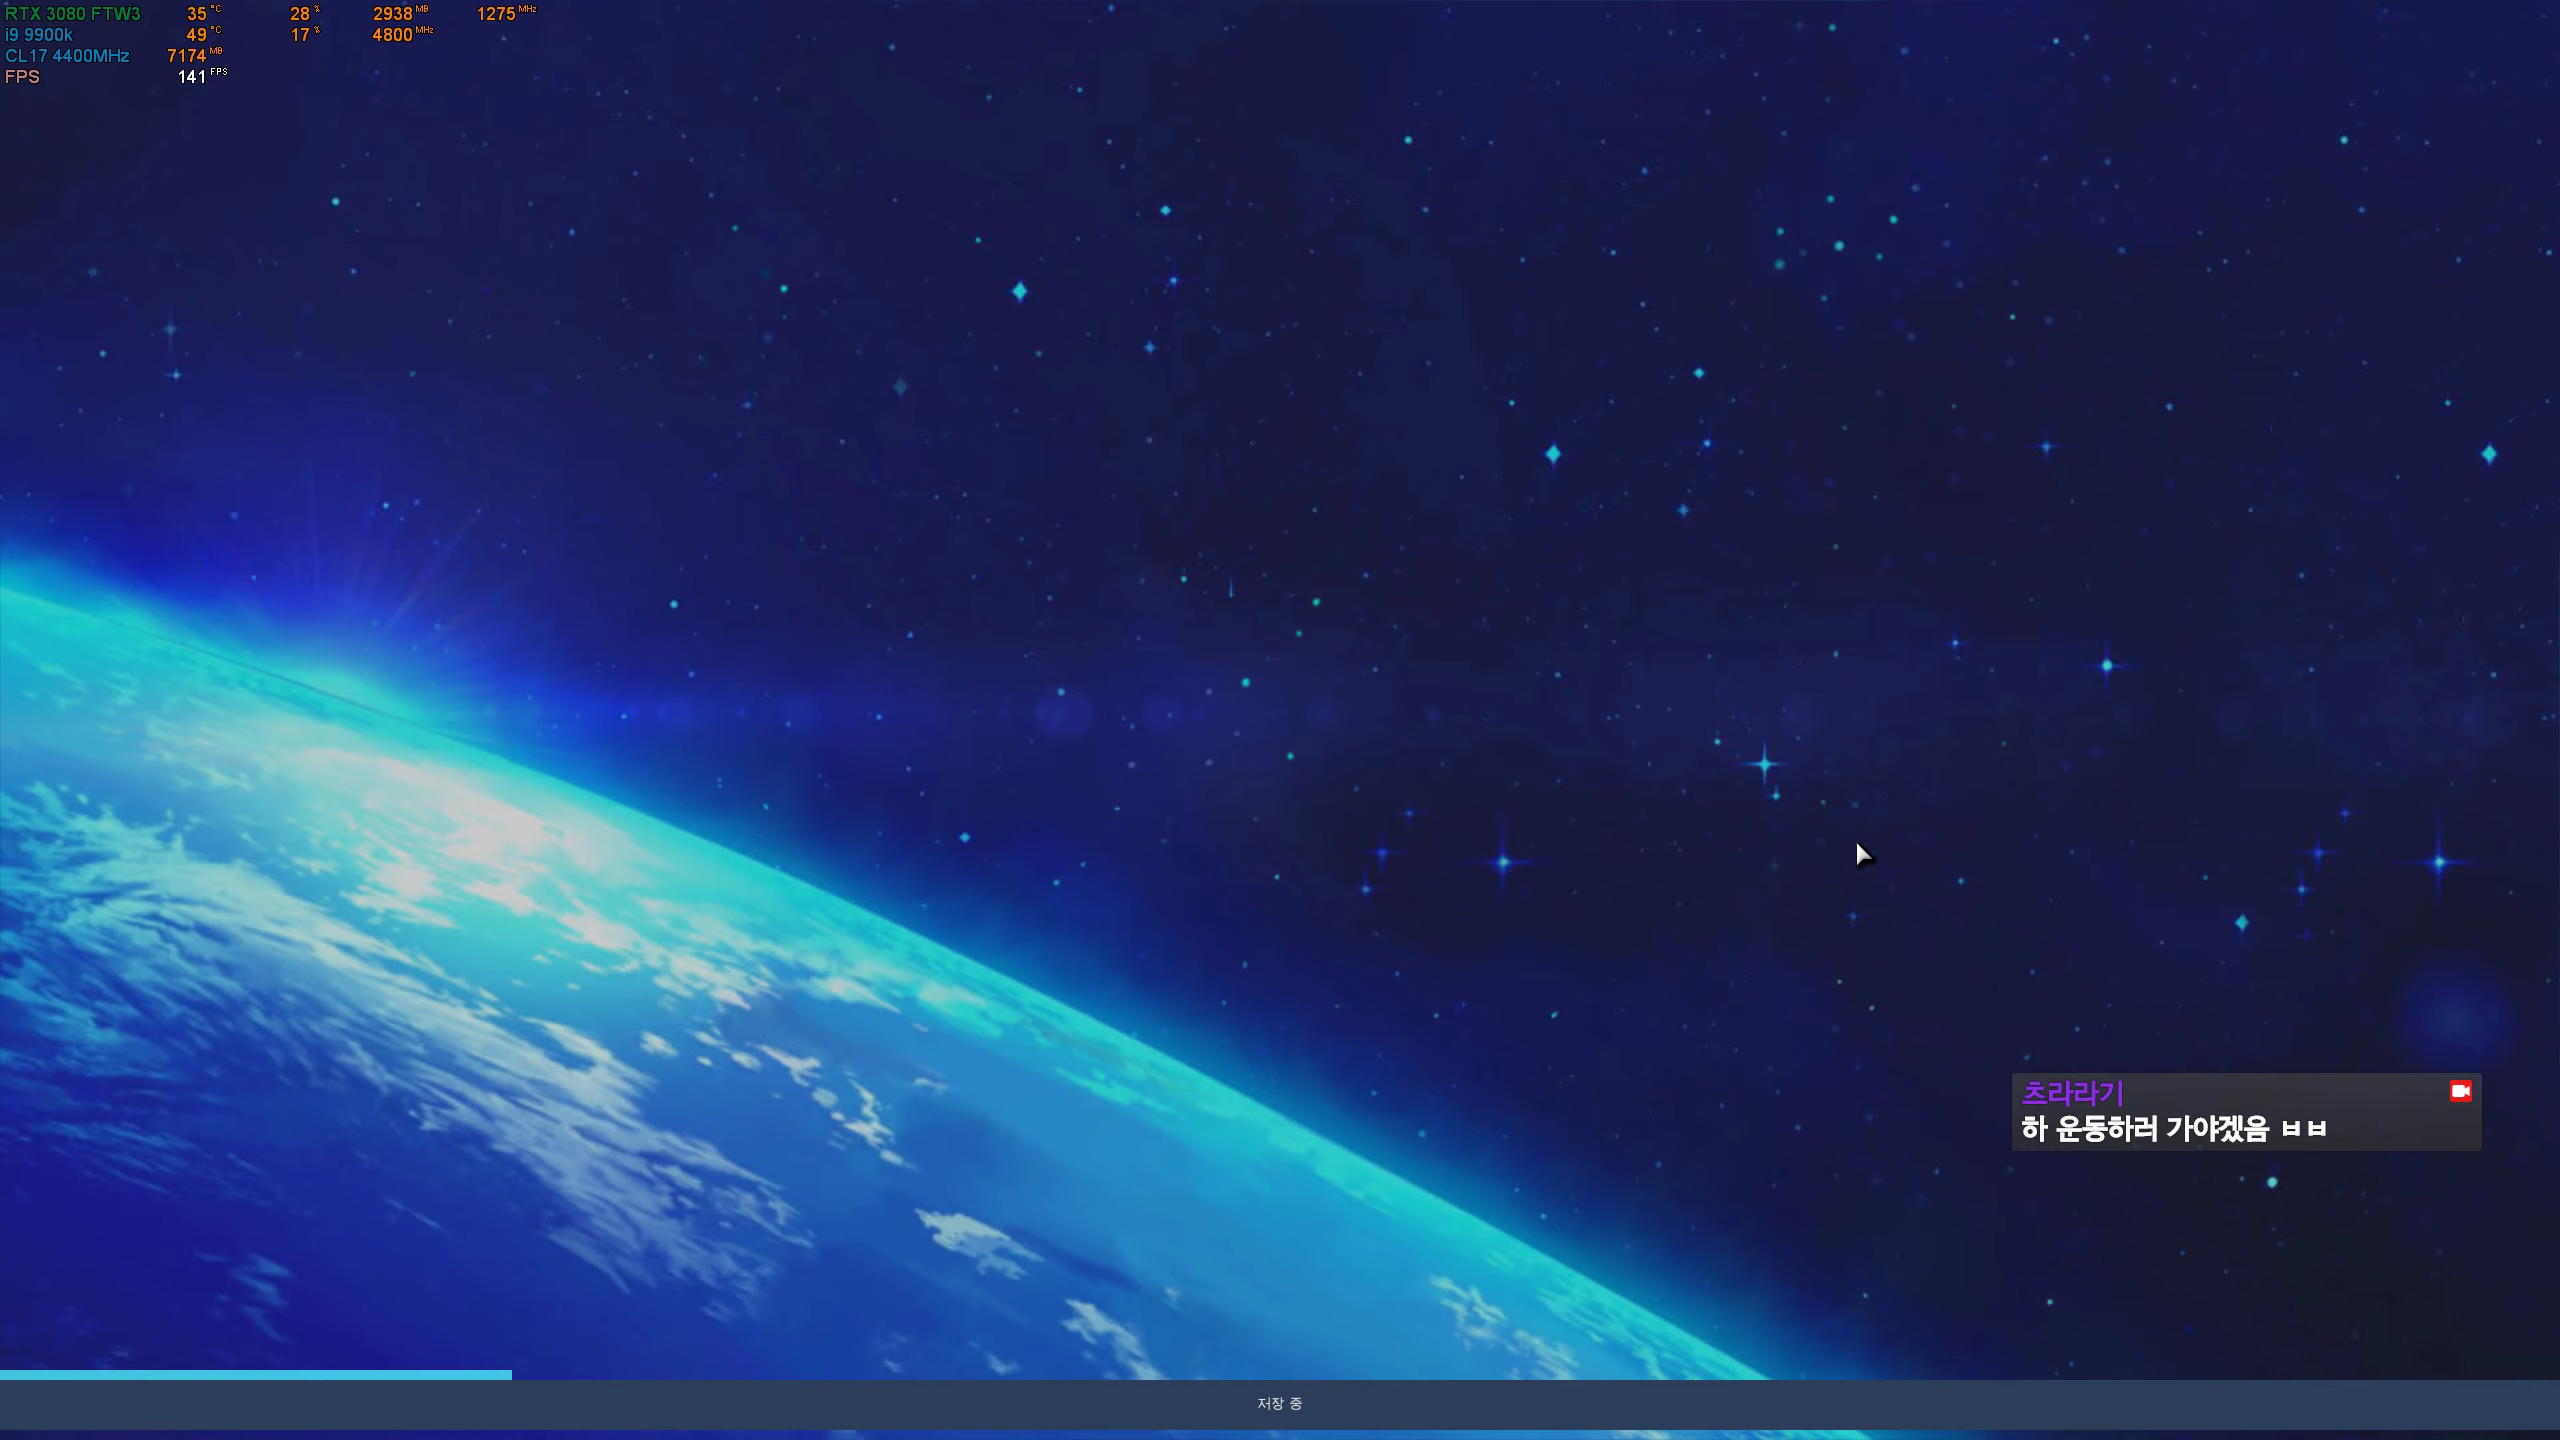 RTX 3080 FTW3 35 °C 28 % 2938 MB 1275 MHz
i9 9900k 49 °C 17 % 4800 MHz
CL17 4400MHz 7174 MB
FPS 141 FPS
츠라라기
하 운동하러 가야겠음 ㅂㅂ
저장 중